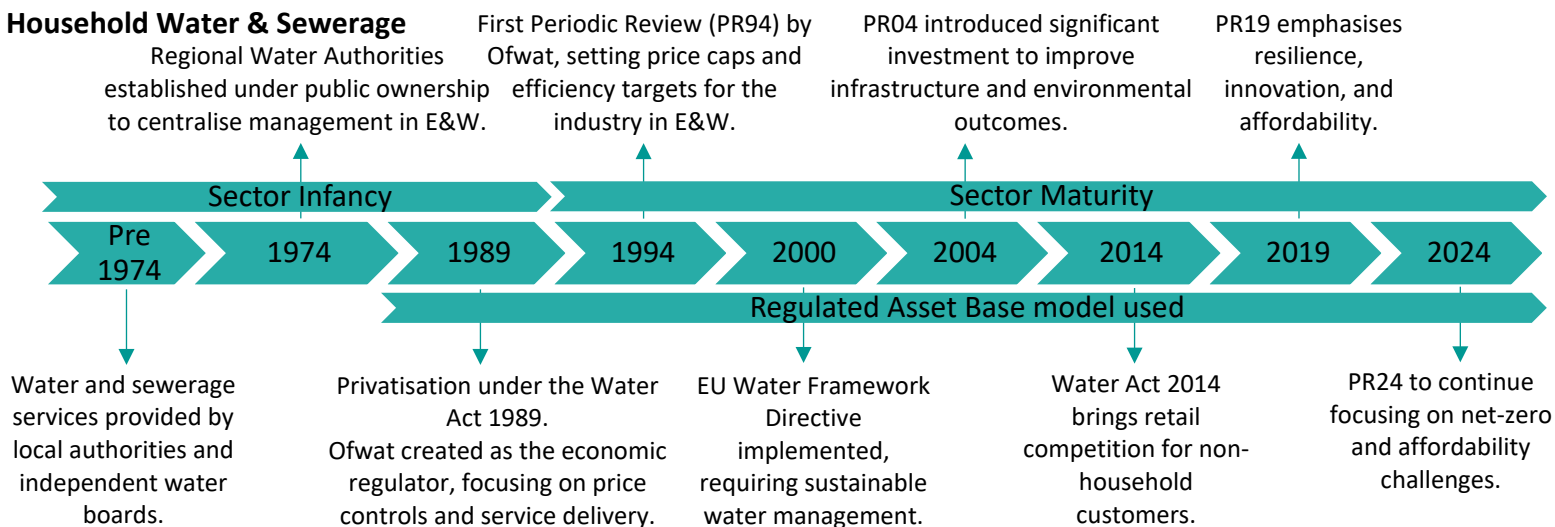 Household Water & Sewerage
Regional Water Authorities
established under public ownership
to centralise management in E&W.
First Periodic Review (PR94) by
Ofwat, setting price caps and
efficiency targets for the
industry in E&W.
PR04 introduced significant
investment to improve
infrastructure and environmental
outcomes.
PR19 emphasises
resilience,
innovation, and
affordability.
Sector Infancy
Sector Maturity
Pre
1974
1974
1989
1994
2000
2004
2014
2019
2024
Regulated Asset Base model used
Water and sewerage
services provided by
local authorities and
independent water
boards.
Privatisation under the Water
Act 1989.
Ofwat created as the economic
regulator, focusing on price
controls and service delivery.
EU Water Framework
Directive
implemented,
requiring sustainable
water management.
Water Act 2014
brings retail
competition for non-
household
customers.
PR24 to continue
focusing on net-zero
and affordability
challenges.